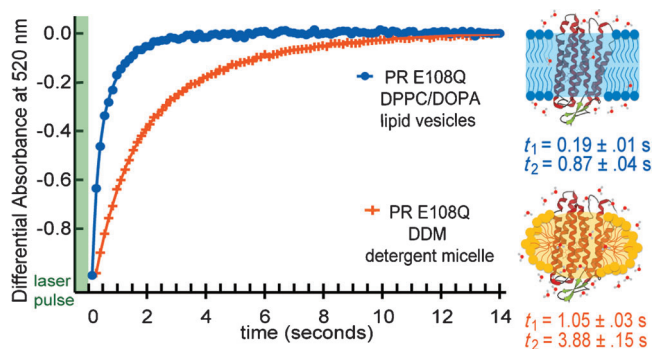 Differential Absorbance at 520 nm
0.0
-0.2
-0.4
-0.6
-0.8
laser
pulse
0 2 4 6 8 10 12 14
time (seconds)
PR E108Q
DPPC/DOPA
lipid vesicles
PR E108Q
DDM
detergent micelle
t1 = 0.19 ± .01 s
t2 = 0.87 ± .04 s
t1 = 1.05 ± .03 s
t2 = 3.88 ± .15 s